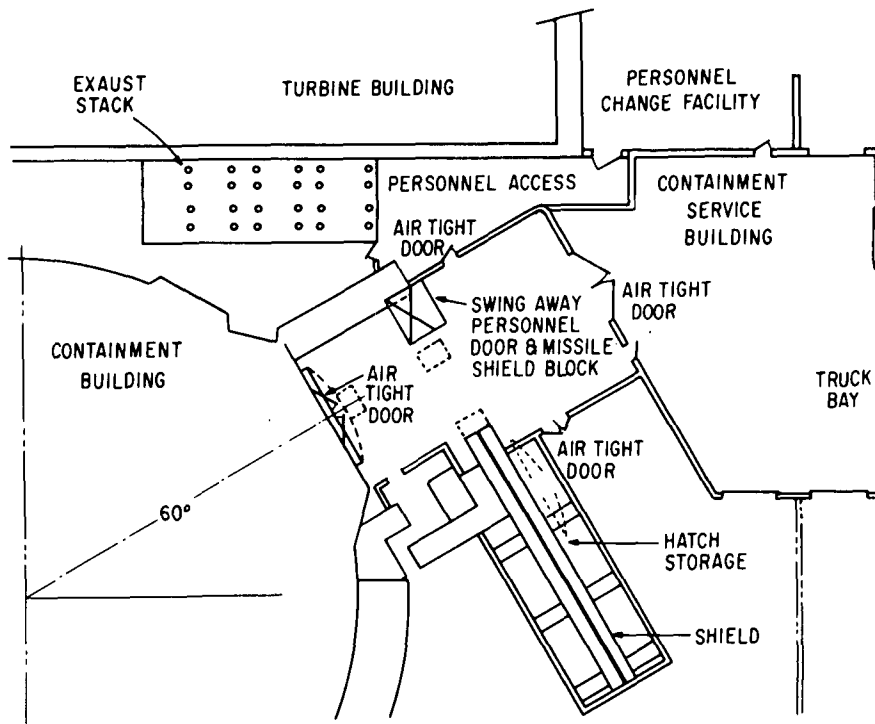 EXAUST
STACK
TURBINE BUILDING
PERSONNEL
CHANGE FACILITY
PERSONNEL ACCESS
CONTAINMENT
SERVICE
BUILDING
AIR TIGHT
DOOR
SWING AWAY
PERSONNEL
DOOR & MISSILE
SHIELD BLOCK
AIR TIGHT
DOOR
CONTAINMENT
BUILDING
AIR
TIGHT
DOOR
TRUCK
BAY
AIR TIGHT
DOOR
60°
HATCH
STORAGE
SHIELD